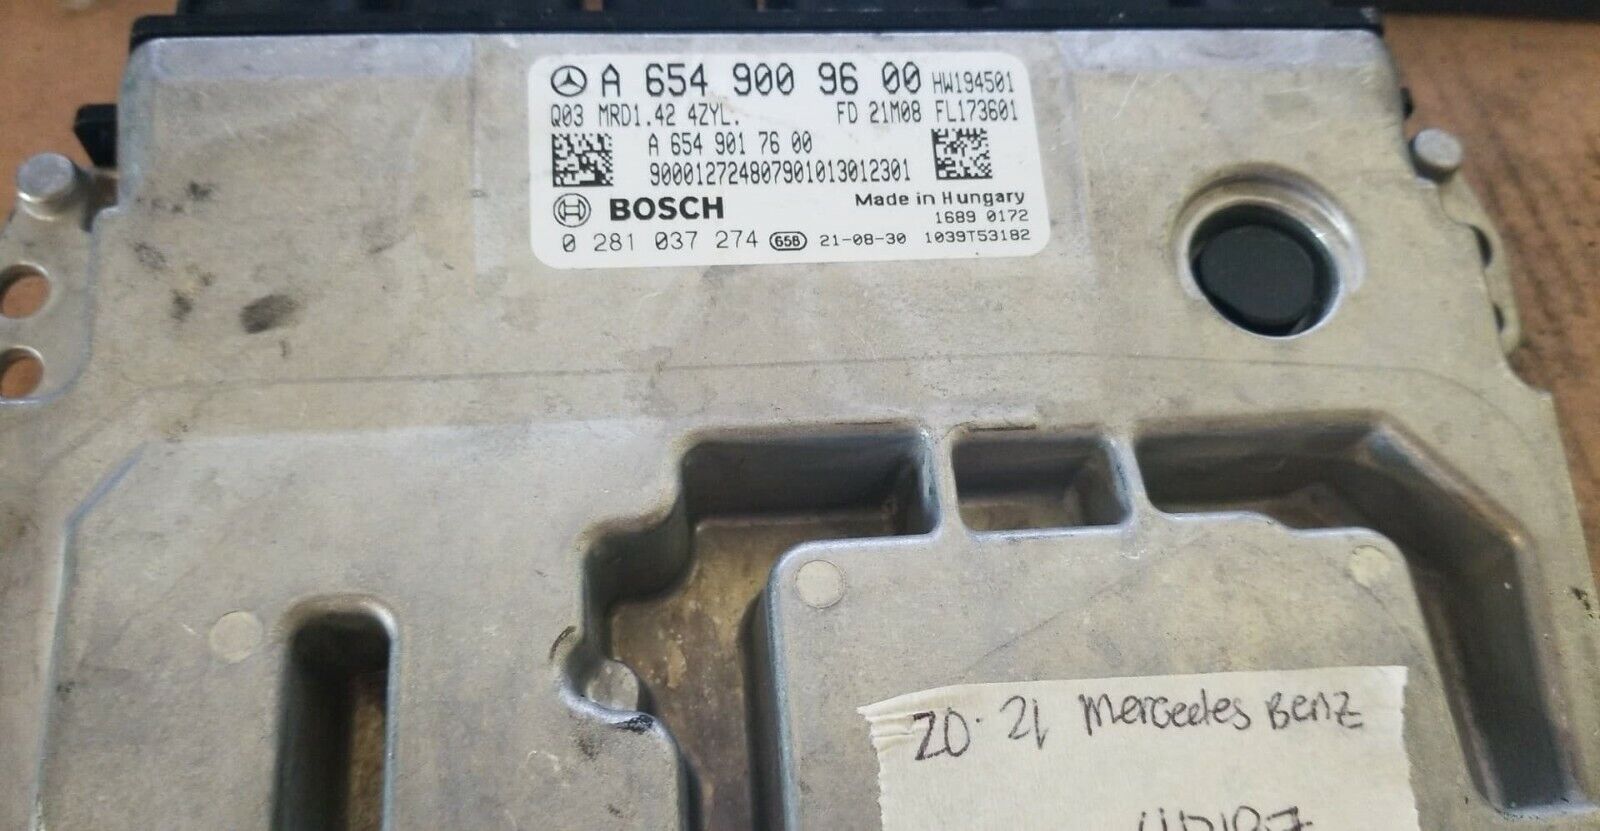 A 654 900 96 00 HW194501
Q03 MRD1.42 4ZYL. FD 21M08 FL173601
A 654 901 76 00
900012724807901013012301
BOSCH Made in Hungary
1689 0172
0 281 037 274 658 21-08-30 1039T53182
20-21 Mercedes Benz